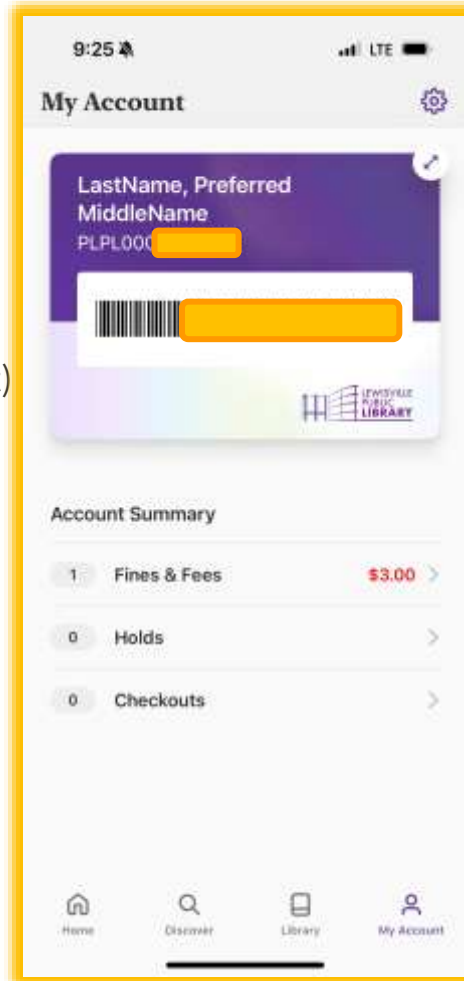 9:25
LTE
My Account
LastName, Preferred
MiddleName
PLPL000
)
LEWISVILLE
PUBLIC
LIBRARY
Account Summary
1 Fines & Fees $3.00
0 Holds
0 Checkouts
Home Discover Library My Account